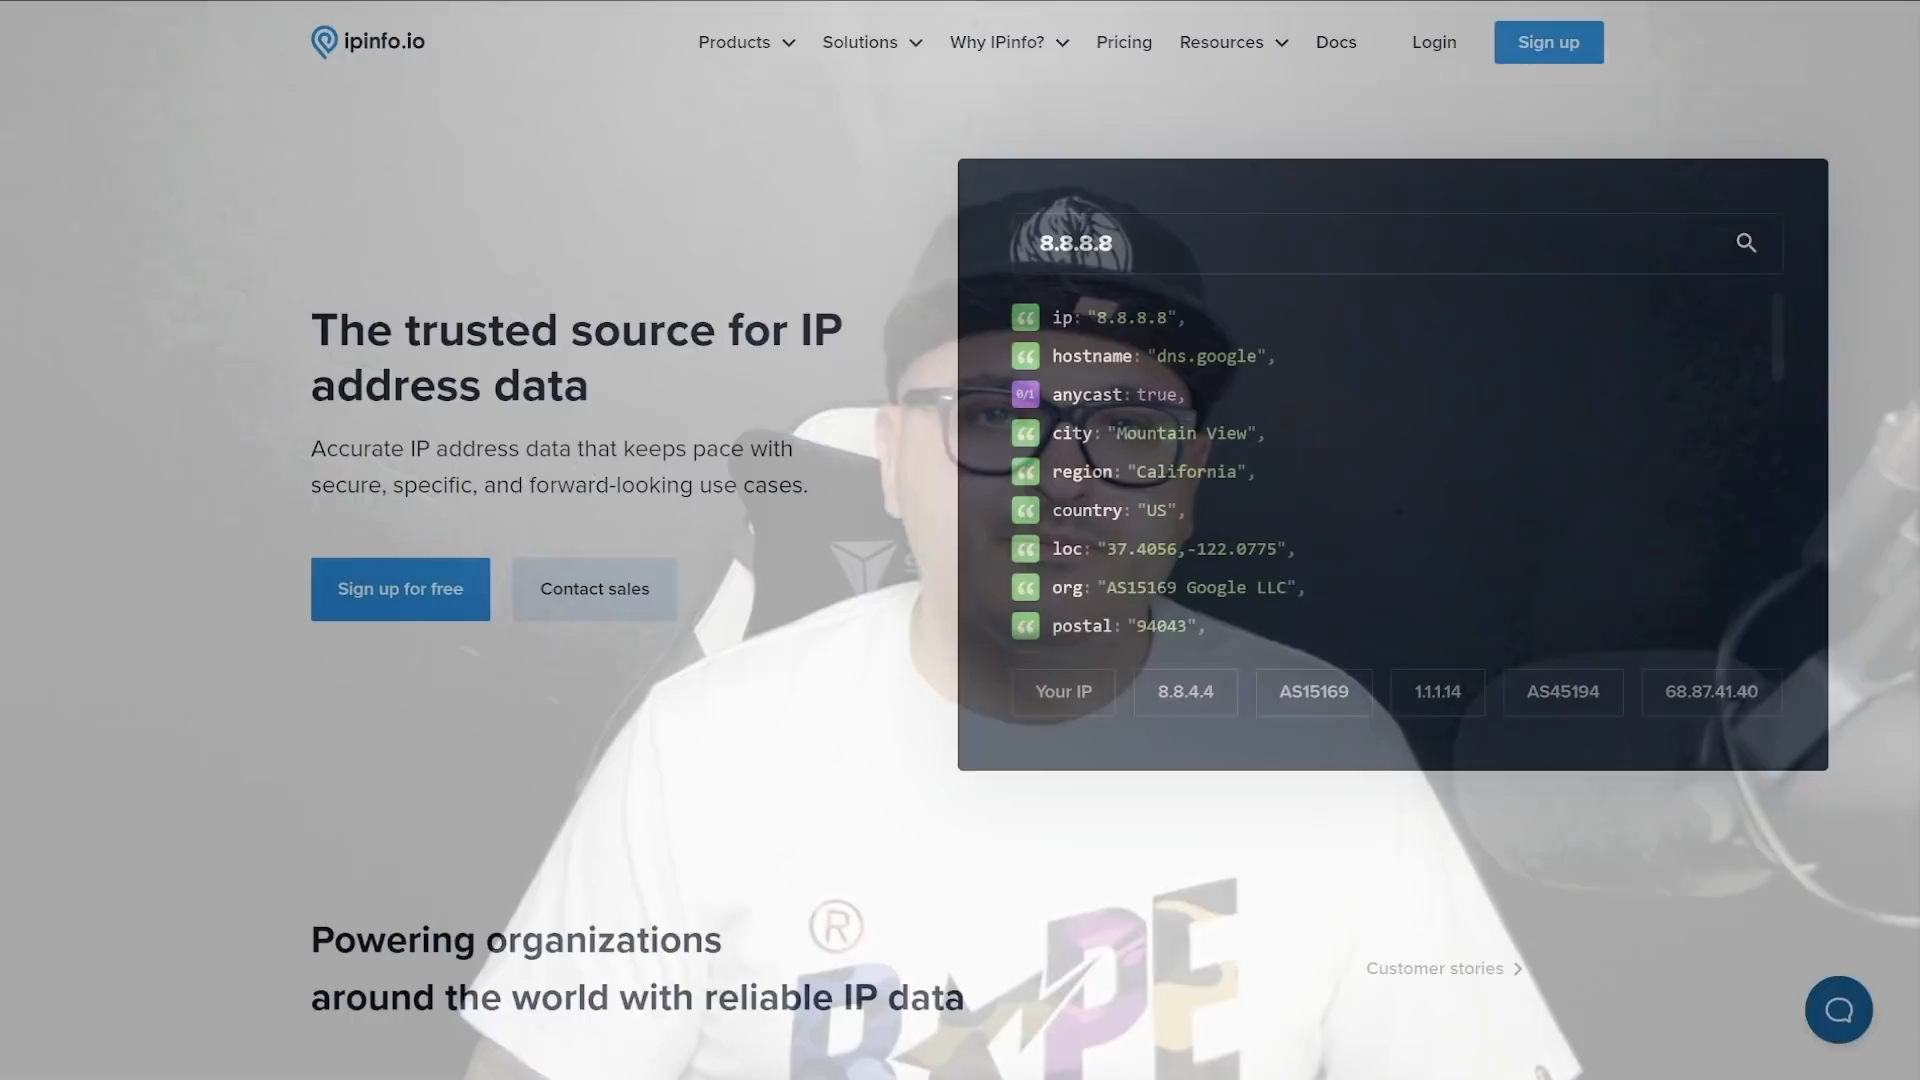 ipinfo.io
Products
Solutions
Why IPinfo?
Pricing
Resources
Docs
Login
Sign up
The trusted source for IP
address data
Accurate IP address data that keeps pace with
secure, specific, and forward-looking use cases.
Sign up for free
Contact sales
8.8.8.8
ip: "8.8.8.8",
hostname: "dns.google",
0/1 anycast: true,
city: "Mountain View",
region: "California",
country: "US",
loc: "37.4056,-122.0775",
org: "AS15169 Google LLC",
postal: "94043",
Your IP
8.8.4.4
AS15169
1.1.1.14
AS45194
68.87.41.40
Powering organizations
around the world with reliable IP data
Customer stories
®